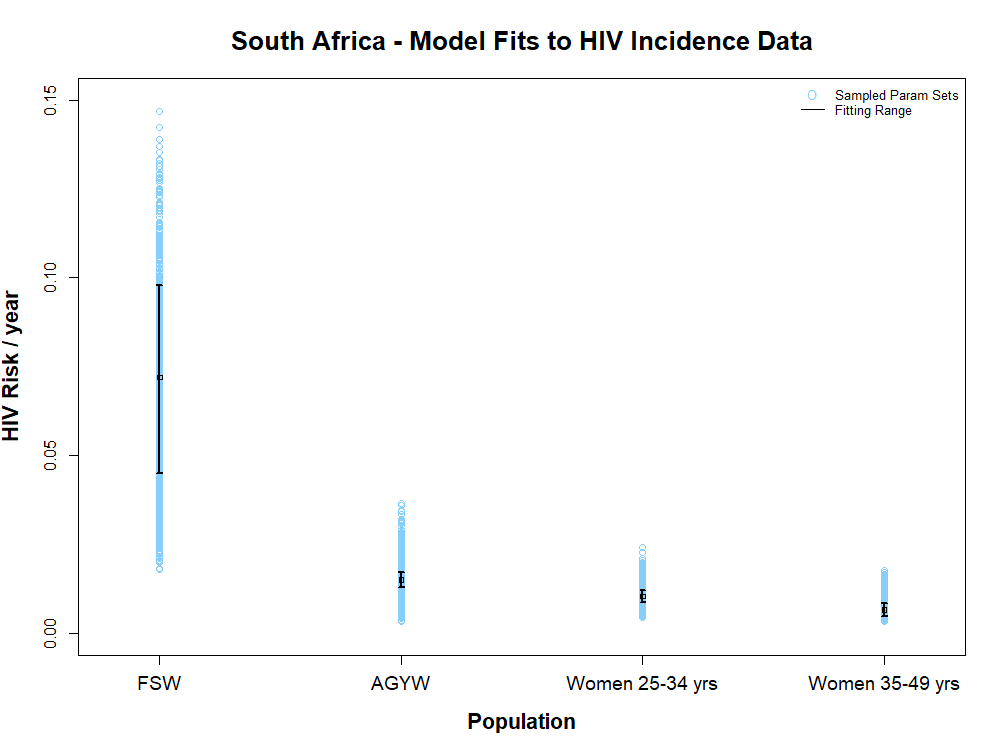 South Africa - Model Fits to HIV Incidence Data
Sampled Param Sets
Fitting Range
HIV Risk / year
0.15
0.10
0.05
0.00
FSW AGYW Women 25-34 yrs Women 35-49 yrs
Population